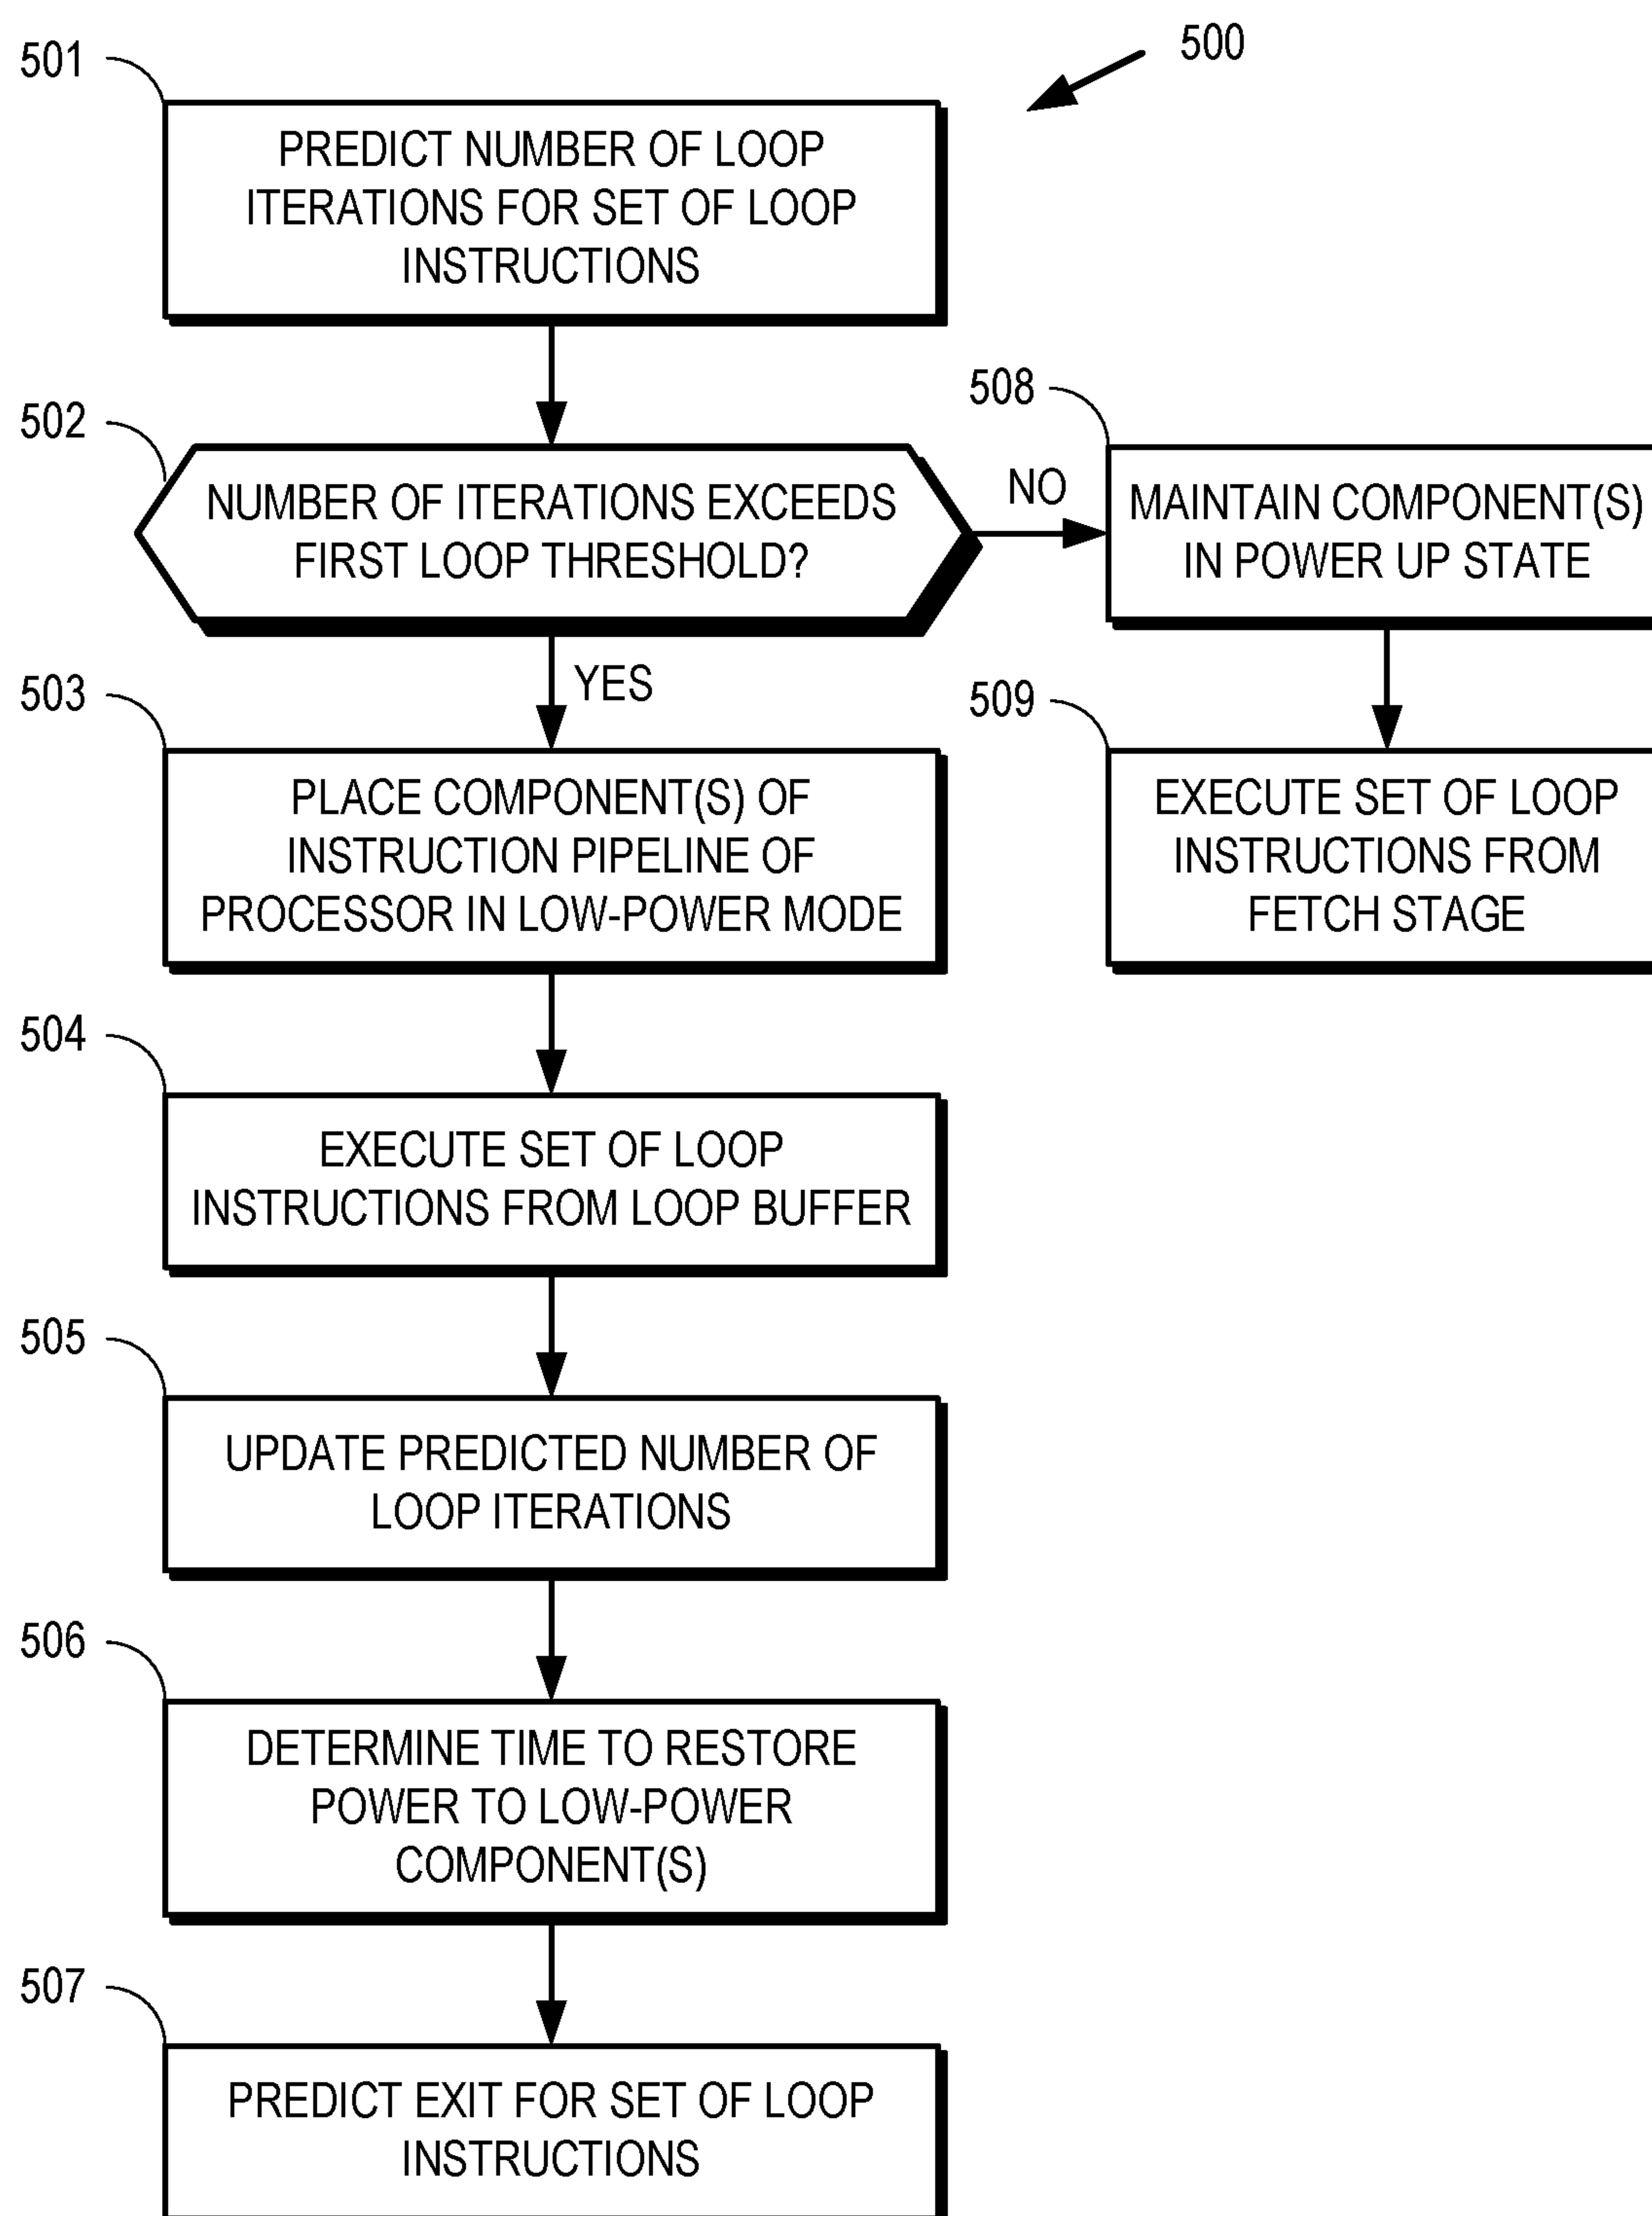 500
501
PREDICT NUMBER OF LOOP
ITERATIONS FOR SET OF LOOP
INSTRUCTIONS
502
NUMBER OF ITERATIONS EXCEEDS
FIRST LOOP THRESHOLD?
NO
508
MAINTAIN COMPONENT(S)
IN POWER UP STATE
YES
503
PLACE COMPONENT(S) OF
INSTRUCTION PIPELINE OF
PROCESSOR IN LOW-POWER MODE
509
EXECUTE SET OF LOOP
INSTRUCTIONS FROM
FETCH STAGE
504
EXECUTE SET OF LOOP
INSTRUCTIONS FROM LOOP BUFFER
505
UPDATE PREDICTED NUMBER OF
LOOP ITERATIONS
506
DETERMINE TIME TO RESTORE
POWER TO LOW-POWER
COMPONENT(S)
507
PREDICT EXIT FOR SET OF LOOP
INSTRUCTIONS